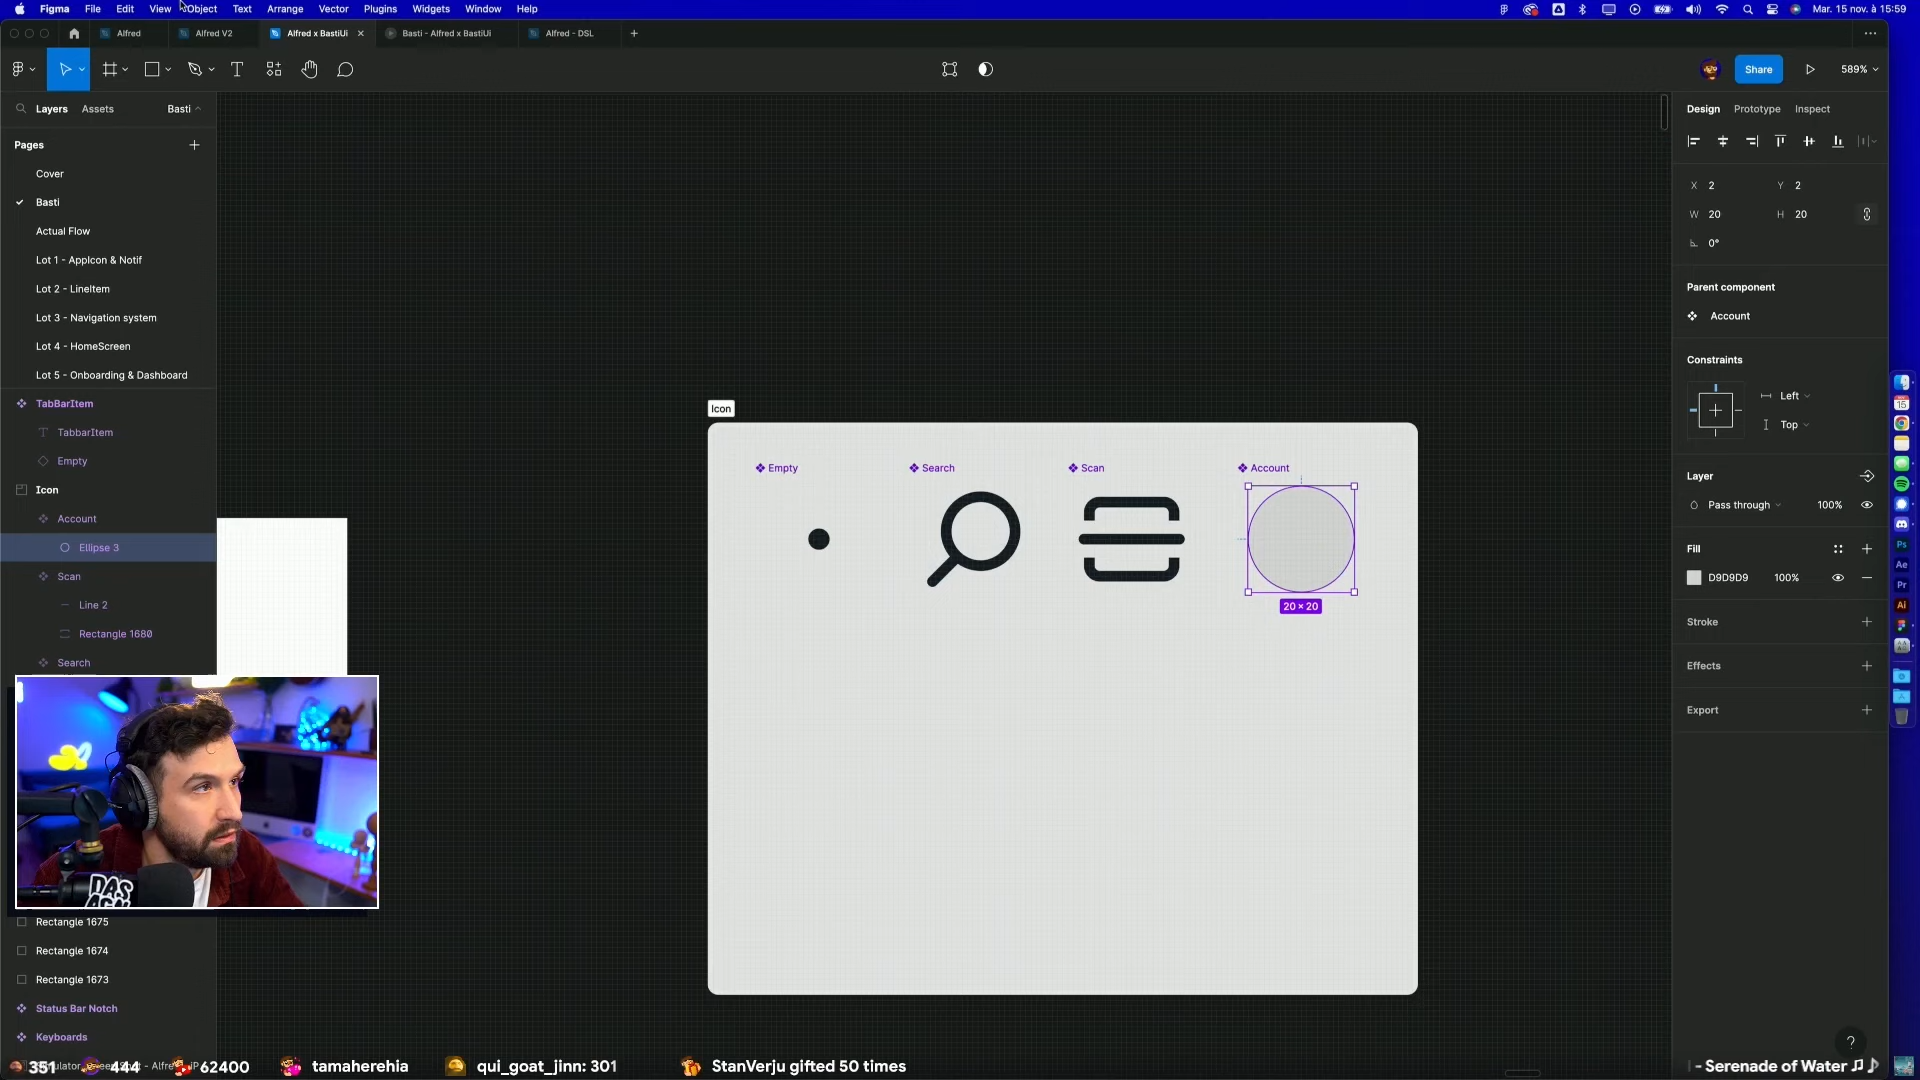 Figma File Edit View Object Text Arrange Vector Plugins Widgets Window Help
Mar. 15 nov. à 15:59
Alfred
Alfred V2
Alfred x BastiUi
Basti - Alfred x BastiUi
Alfred - DSL
Share
589%
Layers
Assets
Basti
Pages
Cover
Basti
Actual Flow
Lot 1 - AppIcon & Notif
Lot 2 - LineItem
Lot 3 - Navigation system
Lot 4 - HomeScreen
Lot 5 - Onboarding & Dashboard
TabBarItem
TabbarItem
Empty
Icon
Account
Ellipse 3
Scan
Line 2
Rectangle 1680
Search
Rectangle 1675
Rectangle 1674
Rectangle 1673
Status Bar Notch
Keyboards
Icon
Empty
Search
Scan
Account
20 × 20
DAS
Design
Prototype
Inspect
X 2
Y 2
W 20
H 20
0°
Parent component
Account
Constraints
Left
Top
Layer
Pass through
100%
Fill
D9D9D9
100%
Stroke
Effects
Export
?
15
Ps
Ae
Pr
Ai
351
444
62400
tamaherehia
qui_goat_jinn: 301
StanVerju gifted 50 times
- Serenade of Water